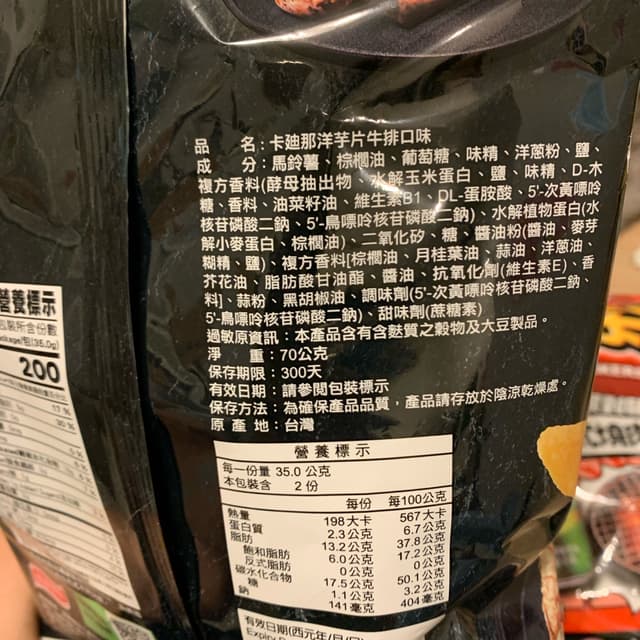 品　　名：卡廸那洋芋片牛排口味
成　　分：馬鈴薯、棕櫚油、葡萄糖、味精、洋蔥粉、鹽、
複方香料(酵母抽出物、水解玉米蛋白、鹽、味精、D-木
糖、香料、油菜籽油、維生素B1、DL-蛋胺酸、5'-次黃嘌呤
核苷磷酸二鈉、5'-鳥嘌呤核苷磷酸二鈉)、水解植物蛋白(水
解小麥蛋白、棕櫚油)、二氧化矽、糖、醬油粉(醬油、麥芽
糊精、鹽)、複方香料[棕櫚油、月桂葉油、蒜油、洋蔥油、
芥花油、脂肪酸甘油酯、醬油、抗氧化劑(維生素E)、香
料]、蒜粉、黑胡椒油、調味劑(5'-次黃嘌呤核苷磷酸二鈉、
5'-鳥嘌呤核苷磷酸二鈉)、甜味劑(蔗糖素)
過敏原資訊：本產品含有含麩質之穀物及大豆製品。
淨　　重：70公克
保存期限：300天
有效日期：請參閱包裝標示
保存方法：為確保產品品質，產品請存放於陰涼乾燥處。
原 產 地：台灣
營養標示
每一份量 35.0 公克
本包裝含 2 份
每份 每100公克
熱量 198大卡 567大卡
蛋白質 2.3公克 6.7公克
脂肪 13.2公克 37.8公克
飽和脂肪 6.0公克 17.2公克
反式脂肪 0公克 0公克
碳水化合物 17.5公克 50.1公克
糖 1.1公克 3.2公克
鈉 141毫克 404毫克
有效日期(西元年/月/日)
營養標示
200